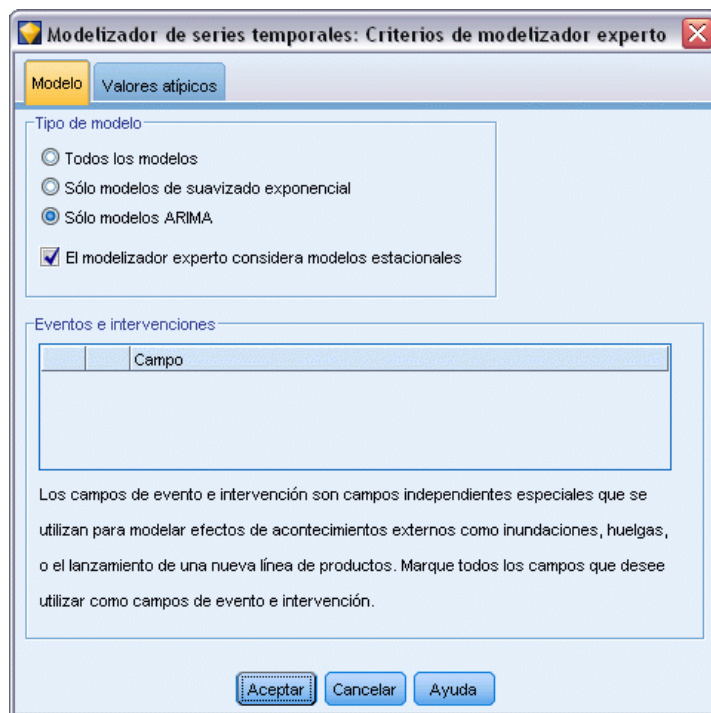 Modelizador de series temporales: Criterios de modelizador experto
Modelo
Valores atípicos
Tipo de modelo
Todos los modelos
Sólo modelos de suavizado exponencial
Sólo modelos ARIMA
El modelizador experto considera modelos estacionales
Eventos e intervenciones
Campo
Los campos de evento e intervención son campos independientes especiales que se
utilizan para modelar efectos de acontecimientos externos como inundaciones, huelgas,
o el lanzamiento de una nueva línea de productos. Marque todos los campos que desee
utilizar como campos de evento e intervención.
Aceptar
Cancelar
Ayuda